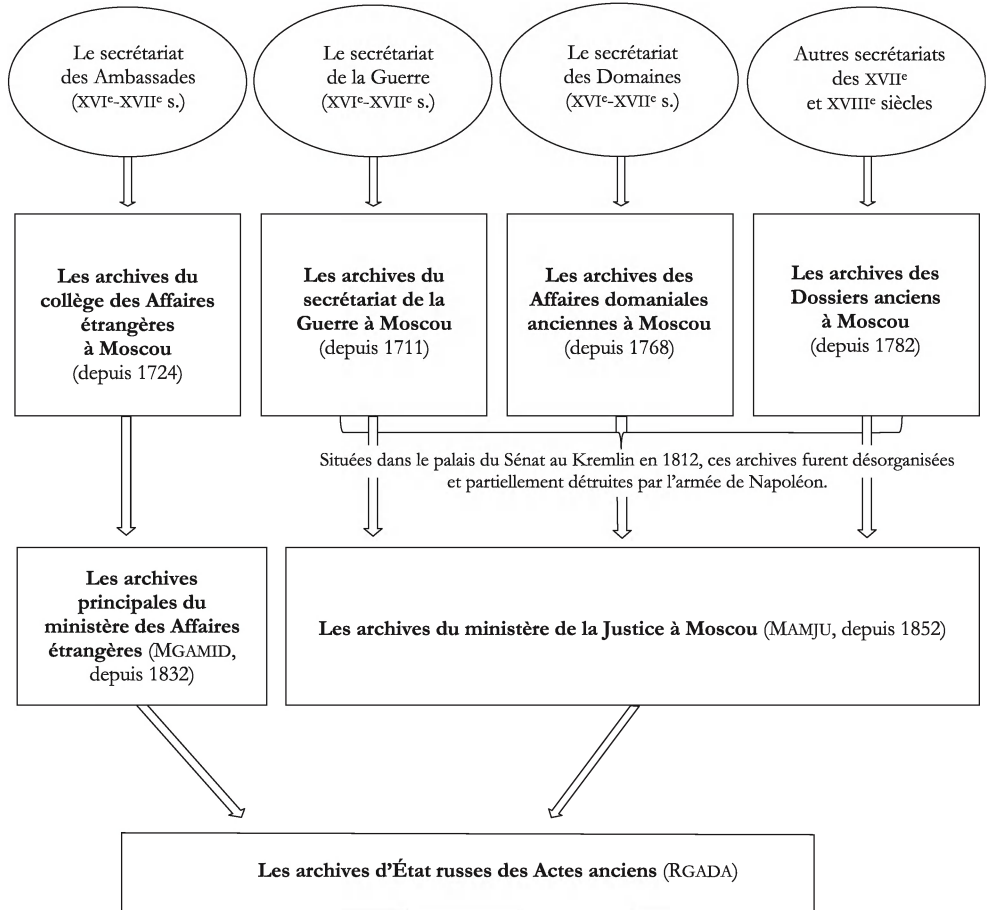 Le secrétariat
des Ambassades
(XVIᵉ-XVIIᵉ s.)
Le secrétariat
de la Guerre
(XVIᵉ-XVIIᵉ s.)
Le secrétariat
des Domaines
(XVIᵉ-XVIIᵉ s.)
Autres secrétariats
des XVIIᵉ
et XVIIIᵉ siècles
Les archives du
collège des Affaires
étrangères
à Moscou
(depuis 1724)
Les archives du
secrétariat de la
Guerre à Moscou
(depuis 1711)
Les archives des
Affaires domaniales
anciennes à Moscou
(depuis 1768)
Les archives des
Dossiers anciens
à Moscou
(depuis 1782)
Situées dans le palais du Sénat au Kremlin en 1812, ces archives furent désorganisées
et partiellement détruites par l’armée de Napoléon.
Les archives
principales du
ministère des Affaires
étrangères (MGAMID,
depuis 1832)
Les archives du ministère de la Justice à Moscou (MAMJU, depuis 1852)
Les archives d’État russes des Actes anciens (RGADA)